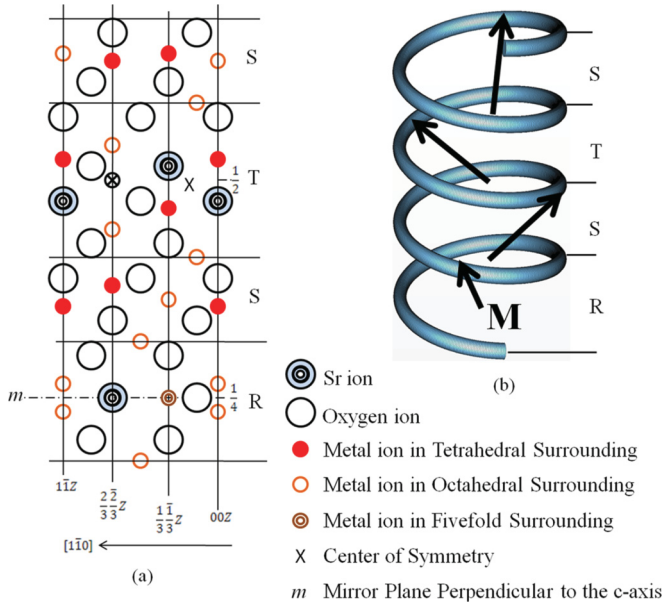 S
T
S
R
1/2
1/4
m
11̄Z
2/3 2̄/3 Z
1/3 1̄/3 Z
00Z
[11̄0]
(a)
S
T
S
R
M
(b)
Sr ion
Oxygen ion
Metal ion in Tetrahedral Surrounding
Metal ion in Octahedral Surrounding
Metal ion in Fivefold Surrounding
X Center of Symmetry
m Mirror Plane Perpendicular to the c-axis